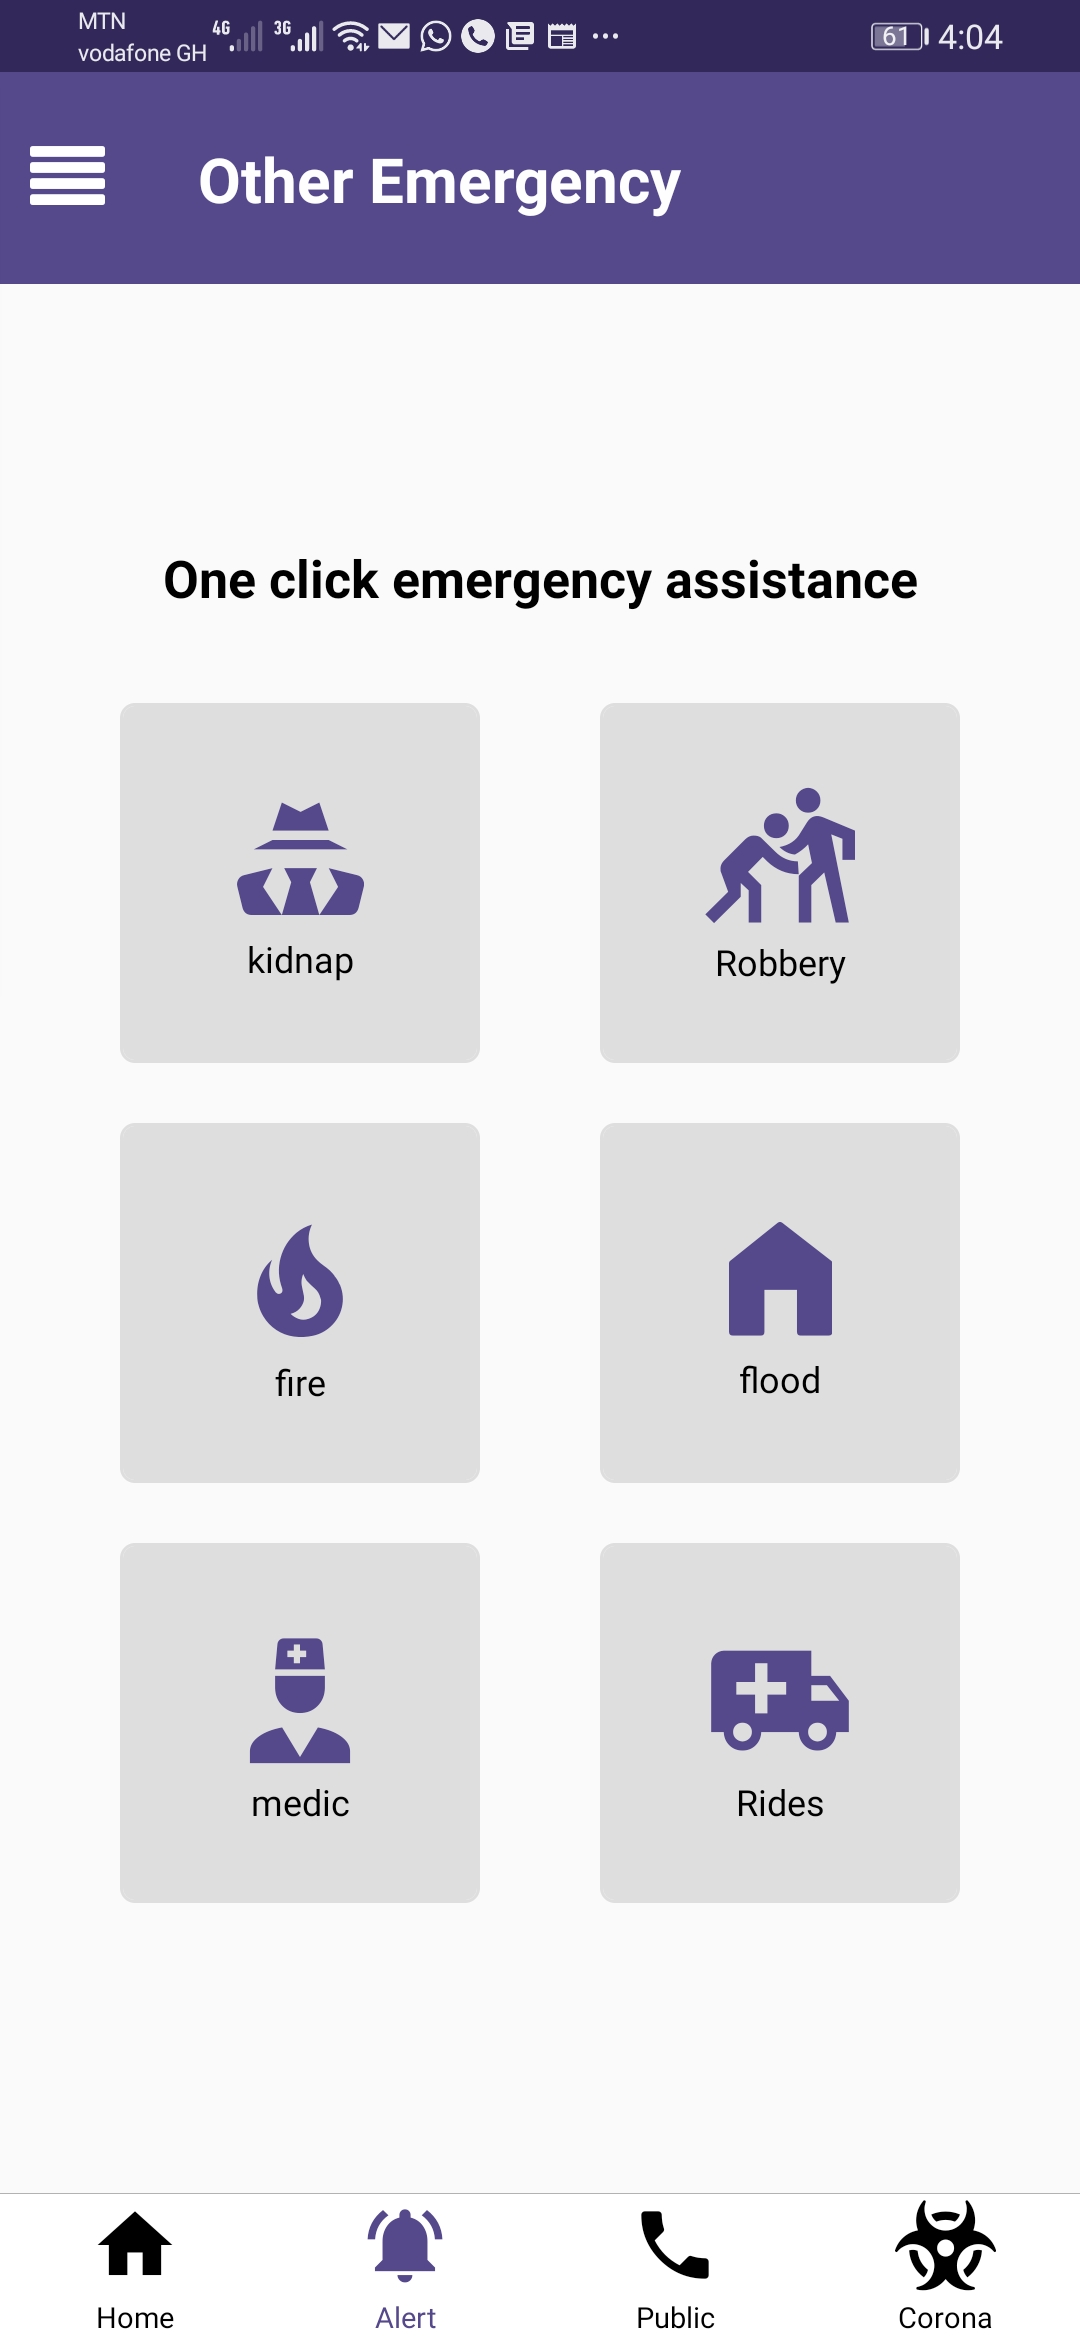 MTN
vodafone GH
4G
3G
61
4:04
Other Emergency
One click emergency assistance
kidnap
Robbery
fire
flood
medic
Rides
Home
Alert
Public
Corona